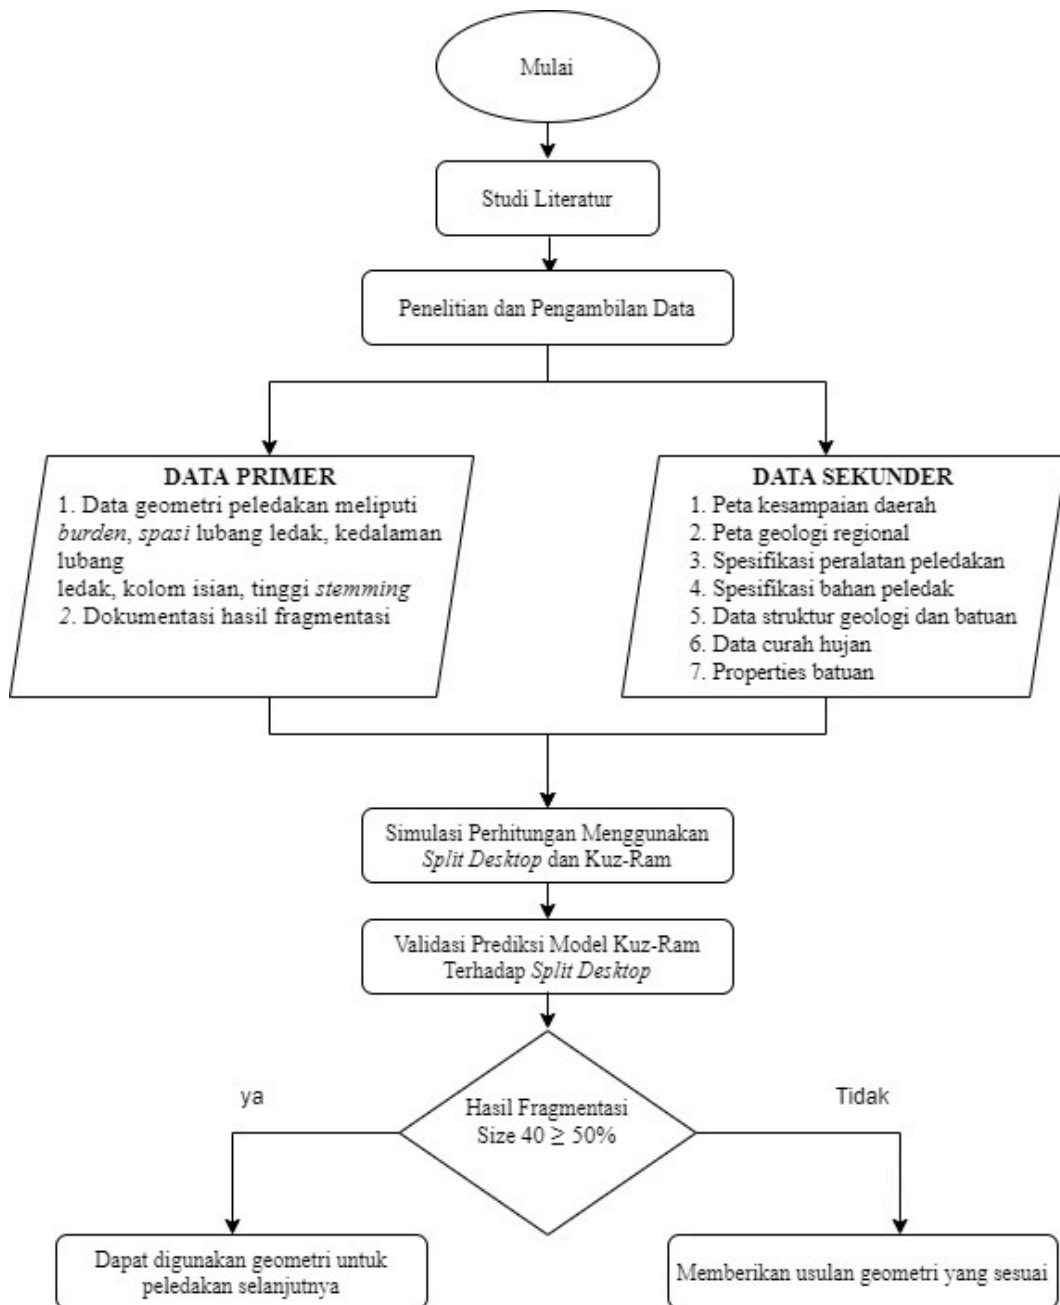 Mulai
Studi Literatur
Penelitian dan Pengambilan Data
DATA PRIMER
1. Data geometri peledakan meliputi
burden, spasi lubang ledak, kedalaman
lubang
ledak, kolom isian, tinggi stemming
2. Dokumentasi hasil fragmentasi
DATA SEKUNDER
1. Peta kesampaian daerah
2. Peta geologi regional
3. Spesifikasi peralatan peledakan
4. Spesifikasi bahan peledak
5. Data struktur geologi dan batuan
6. Data curah hujan
7. Properties batuan
Simulasi Perhitungan Menggunakan
Split Desktop dan Kuz-Ram
Validasi Prediksi Model Kuz-Ram
Terhadap Split Desktop
Hasil Fragmentasi
Size 40 ≥ 50%
ya
Tidak
Dapat digunakan geometri untuk
peledakan selanjutnya
Memberikan usulan geometri yang sesuai